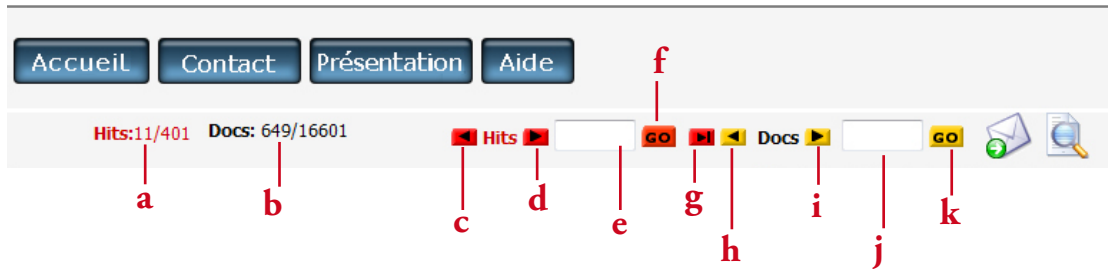 Accueil Contact Présentation Aide
f
Hits:11/401 Docs: 649/16601 Hits GO Docs GO
a b c d e g h i j k